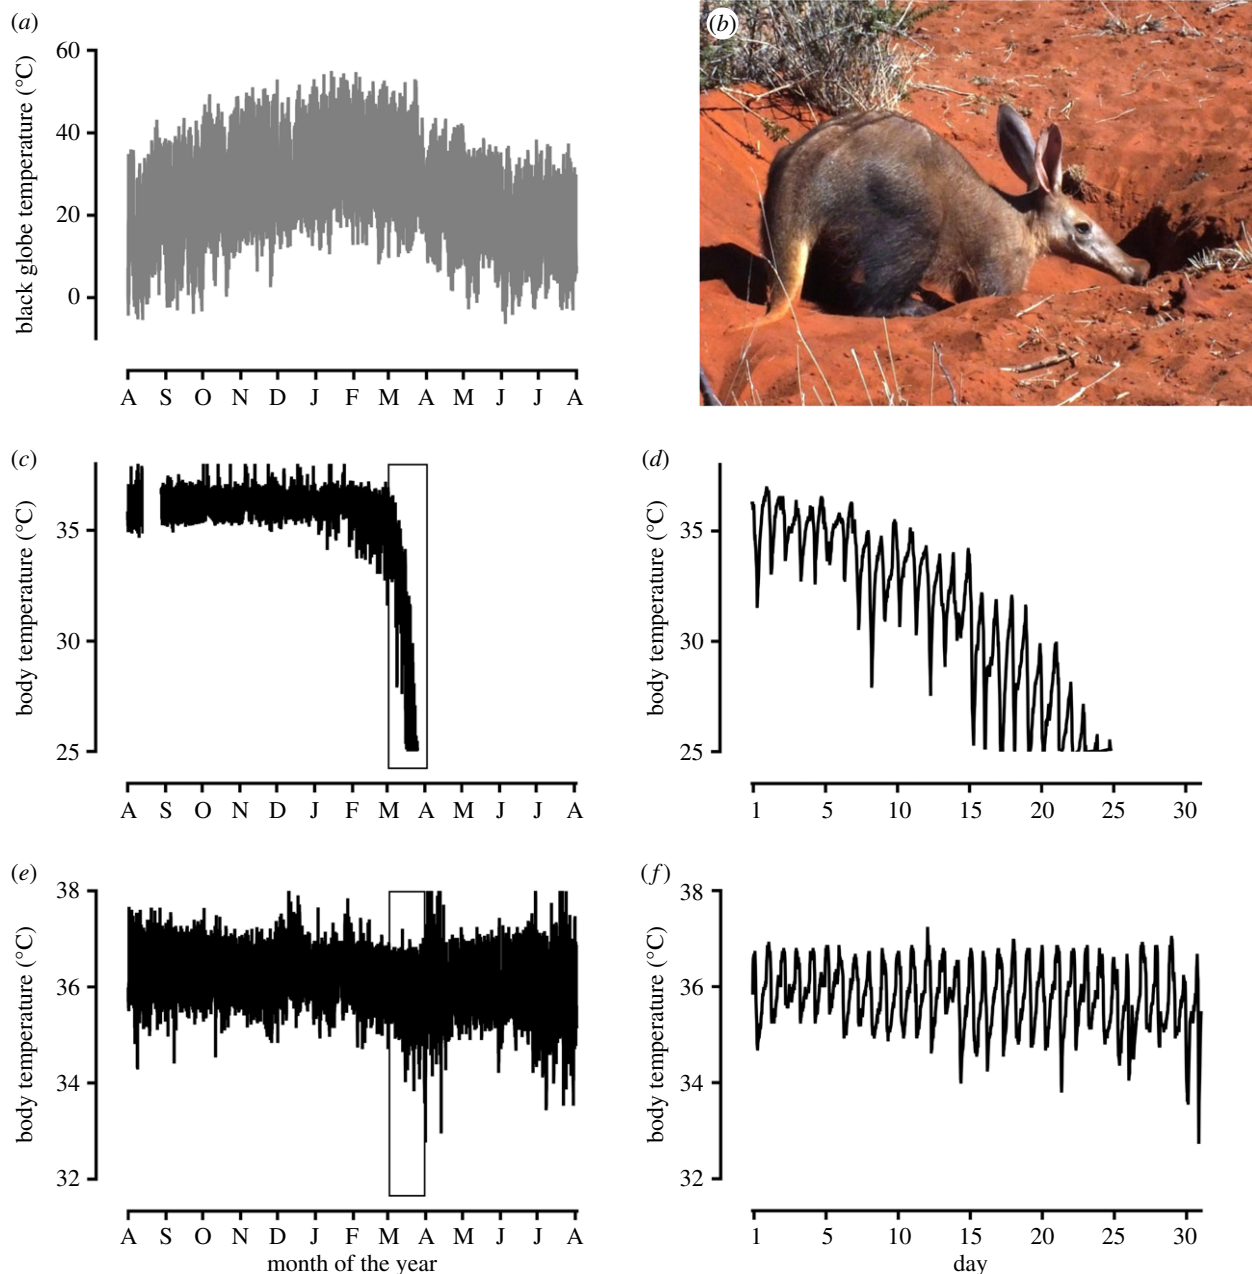 (a)
(b)
black globe temperature (°C)
60
40
20
0
A S O N D J F M A M J J A
(c)
(d)
body temperature (°C)
35
30
25
A S O N D J F M A M J J A
body temperature (°C)
35
30
25
1 5 10 15 20 25 30
(e)
(f)
body temperature (°C)
38
36
34
32
A S O N D J F M A M J J A
month of the year
body temperature (°C)
38
36
34
32
1 5 10 15 20 25 30
day